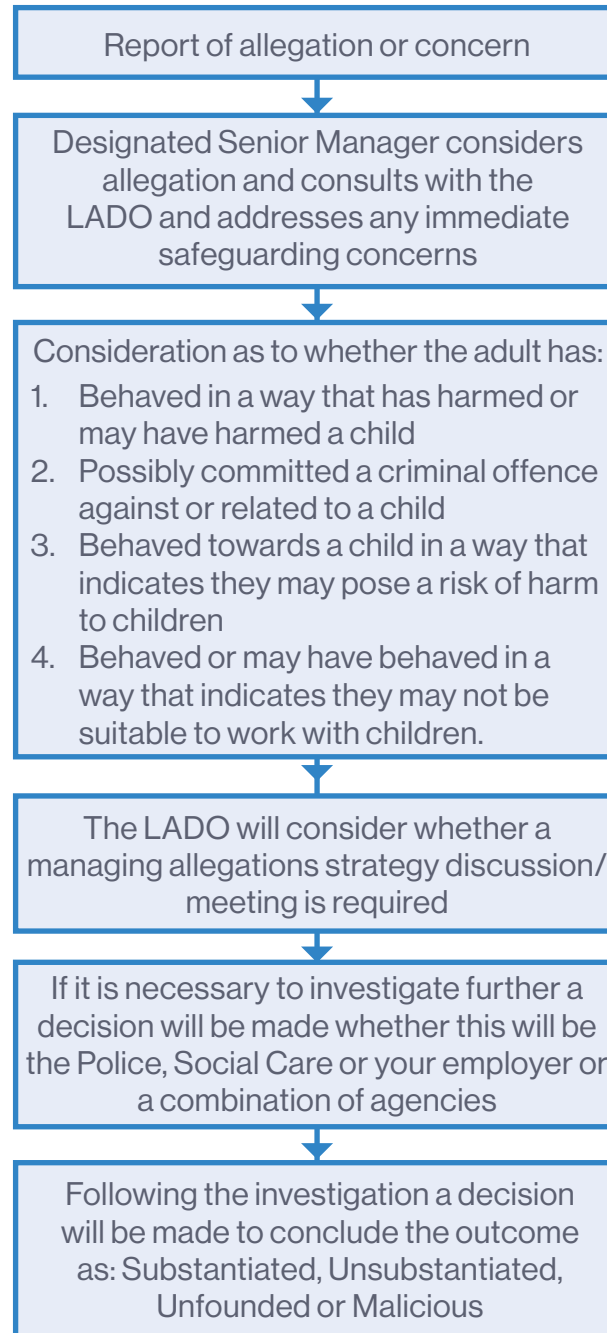 Report of allegation or concern
Designated Senior Manager considers
allegation and consults with the
LADO and addresses any immediate
safeguarding concerns
Consideration as to whether the adult has:
1. Behaved in a way that has harmed or
may have harmed a child
2. Possibly committed a criminal offence
against or related to a child
3. Behaved towards a child in a way that
indicates they may pose a risk of harm
to children
4. Behaved or may have behaved in a
way that indicates they may not be
suitable to work with children.
The LADO will consider whether a
managing allegations strategy discussion/
meeting is required
If it is necessary to investigate further a
decision will be made whether this will be
the Police, Social Care or your employer or
a combination of agencies
Following the investigation a decision
will be made to conclude the outcome
as: Substantiated, Unsubstantiated,
Unfounded or Malicious